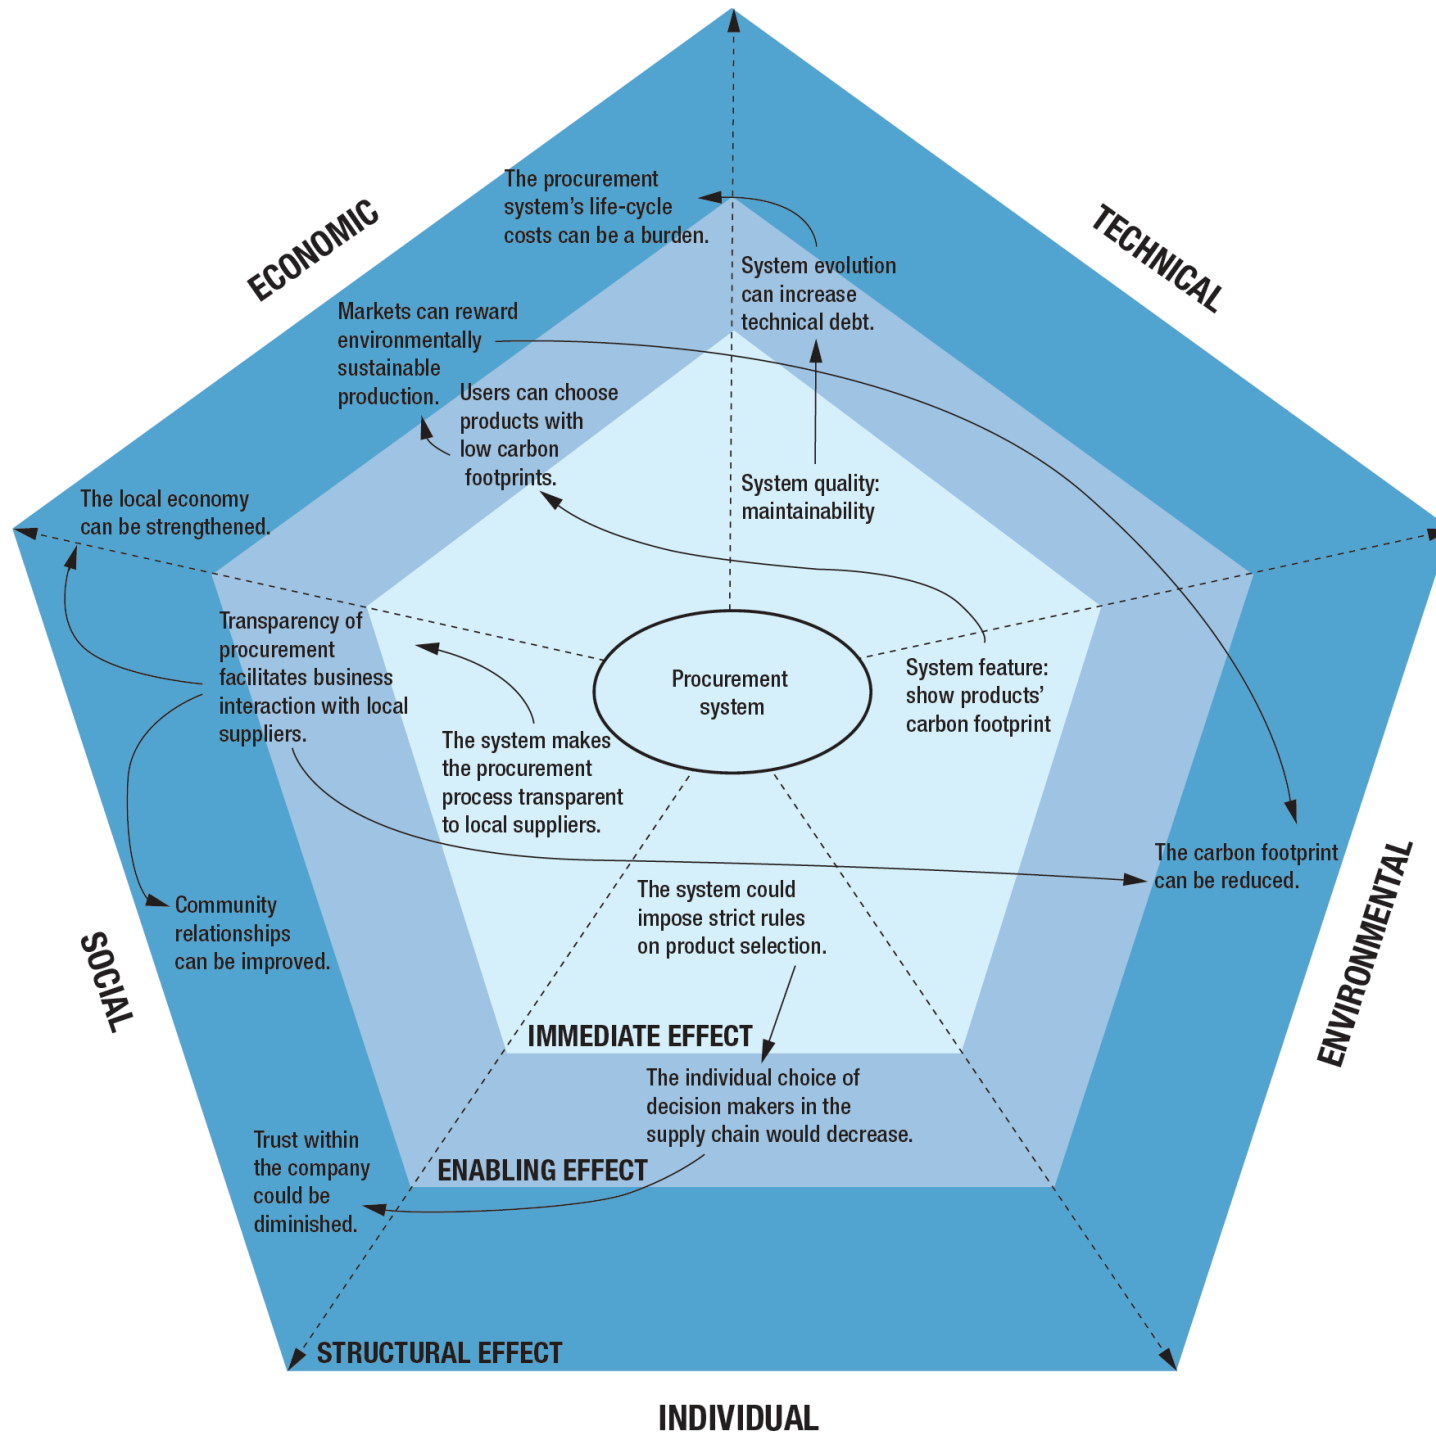 ECONOMIC
TECHNICAL
The procurement
system's life-cycle
costs can be a burden.
System evolution
can increase
technical debt.
Markets can reward
environmentally
sustainable
production.
Users can choose
products with
low carbon
footprints.
System quality:
maintainability
The local economy
can be strengthened.
Transparency of
procurement
facilitates business
interaction with local
suppliers.
Procurement
system
System feature:
show products'
carbon footprint
The system makes
the procurement
process transparent
to local suppliers.
The carbon footprint
can be reduced.
The system could
impose strict rules
on product selection.
Community
relationships
can be improved.
SOCIAL
ENVIRONMENTAL
IMMEDIATE EFFECT
The individual choice of
decision makers in the
supply chain would decrease.
Trust within
the company
could be
diminished.
ENABLING EFFECT
STRUCTURAL EFFECT
INDIVIDUAL